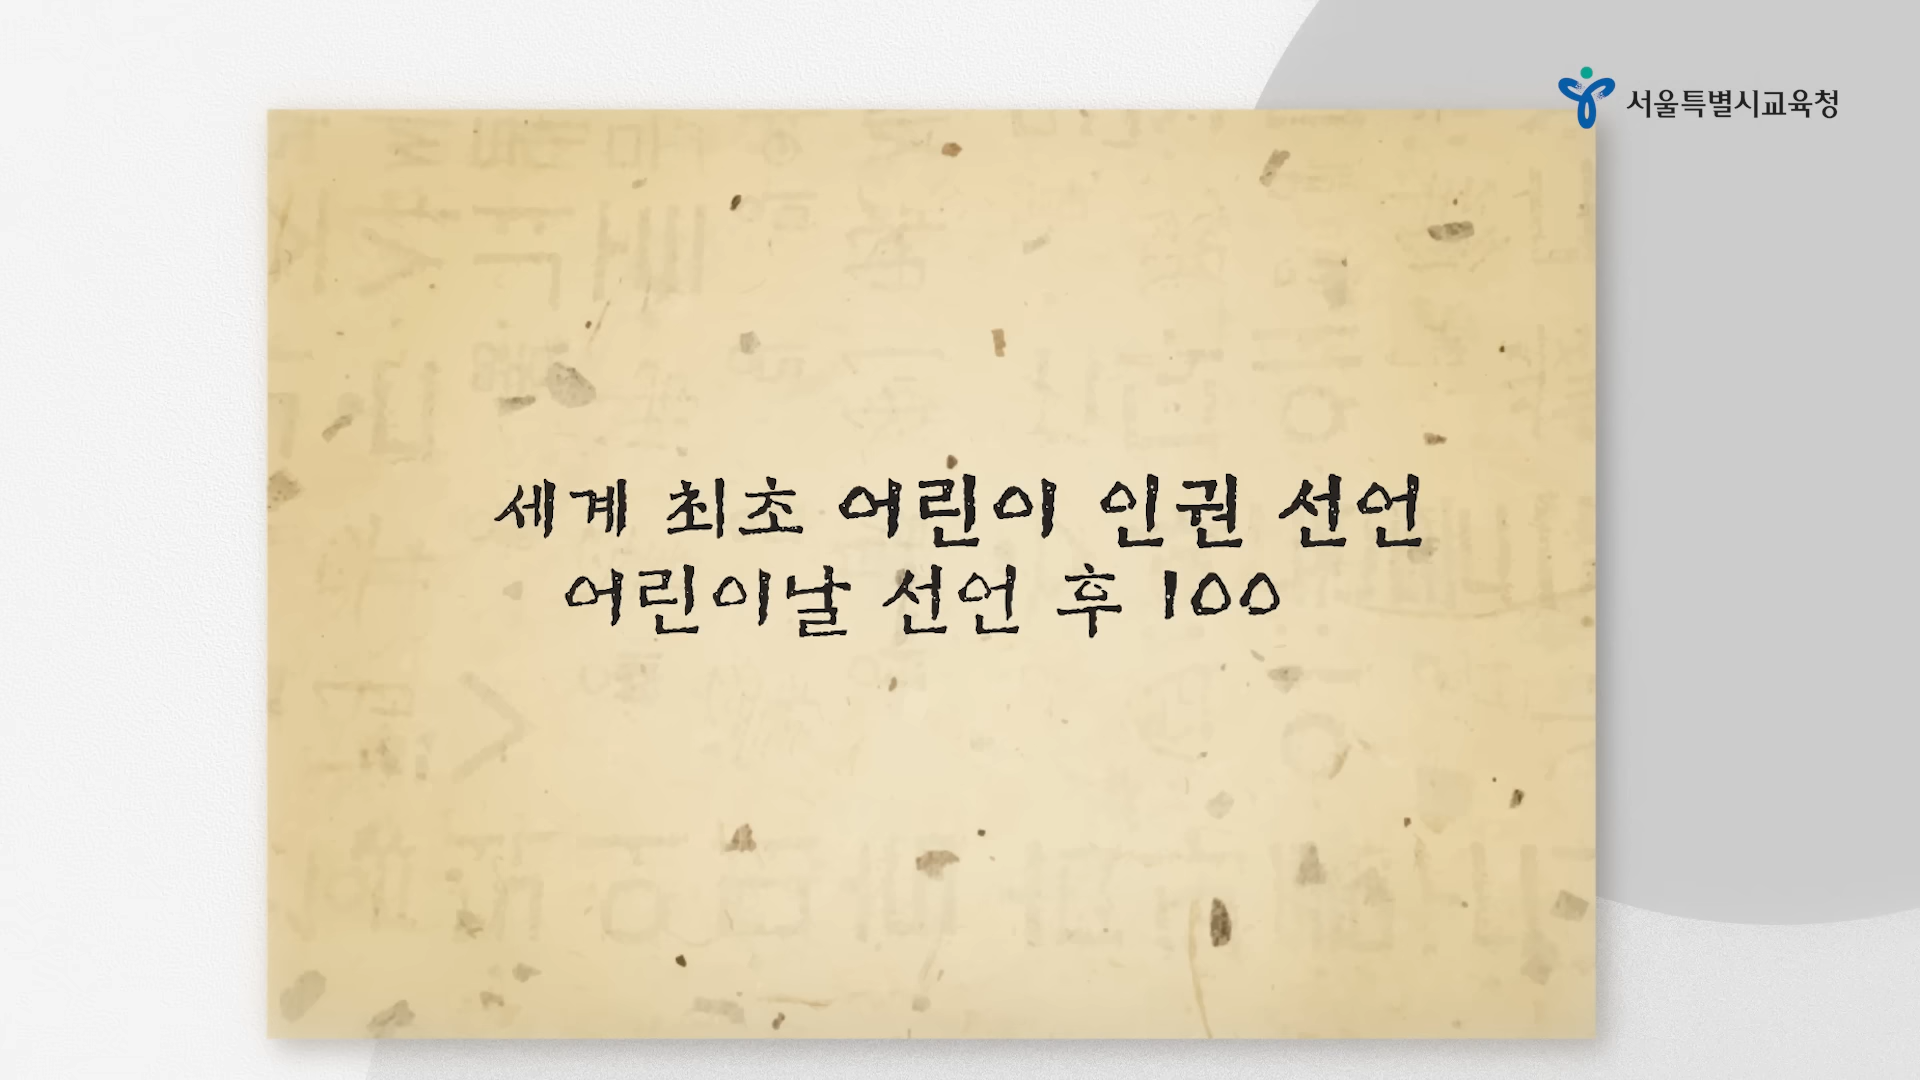 서울특별시교육청
세계 최초 어린이 인권 선언
어린이날 선언 후 100